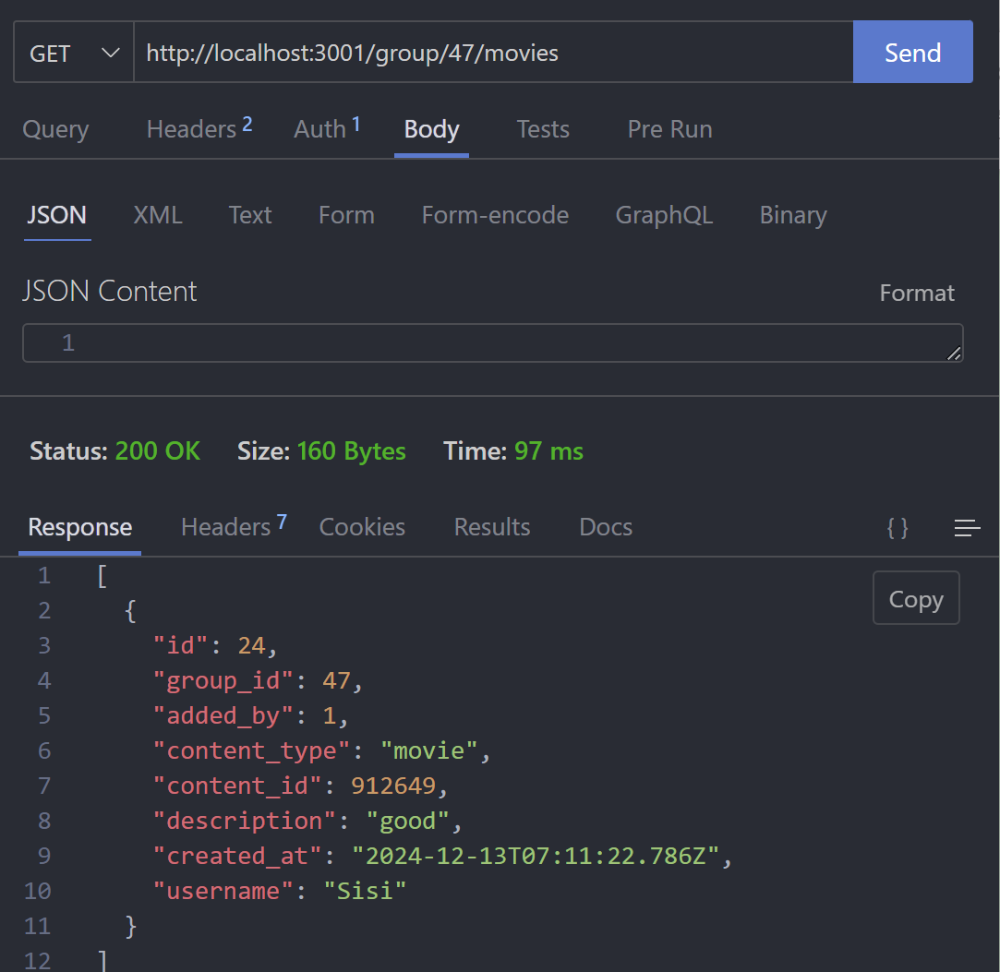 GET http://localhost:3001/group/47/movies Send
Query Headers 2 Auth 1 Body Tests Pre Run
JSON XML Text Form Form-encode GraphQL Binary
JSON Content Format
1
Status: 200 OK Size: 160 Bytes Time: 97 ms
Response Headers 7 Cookies Results Docs { }
1 [
Copy
2 {
3 "id": 24,
4 "group_id": 47,
5 "added_by": 1,
6 "content_type": "movie",
7 "content_id": 912649,
8 "description": "good",
9 "created_at": "2024-12-13T07:11:22.786Z",
10 "username": "Sisi"
11 }
12 ]